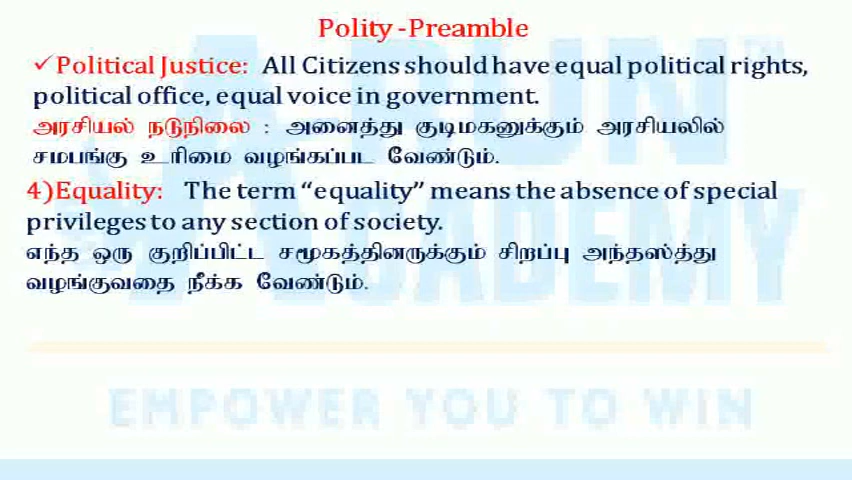 Polity -Preamble
✓Political Justice: All Citizens should have equal political rights,
political office, equal voice in government.
அரசியல் நடுநிலை : அனைத்து குடிமகனுக்கும் அரசியலில்
சமபங்கு உரிமை வழங்கப்பட வேண்டும்.
4)Equality: The term “equality” means the absence of special
privileges to any section of society.
எந்த ஒரு குறிப்பிட்ட சமூகத்தினருக்கும் சிறப்பு அந்தஸ்த்து
வழங்குவதை நீக்க வேண்டும்.
EMPOWER YOU TO WIN